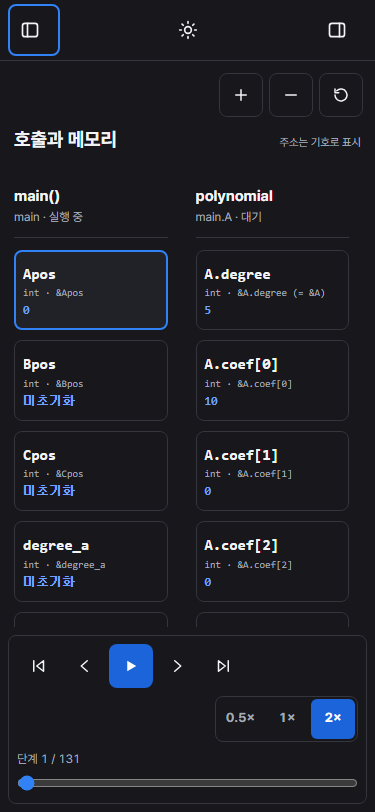 호출과 메모리
주소는 기호로 표시
main()
main · 실행 중
Apos
int · &Apos
0
Bpos
int · &Bpos
미초기화
Cpos
int · &Cpos
미초기화
degree_a
int · &degree_a
미초기화
polynomial
main.A · 대기
A.degree
int · &A.degree (= &A)
5
A.coef[0]
int · &A.coef[0]
10
A.coef[1]
int · &A.coef[1]
0
A.coef[2]
int · &A.coef[2]
0
0.5×
1×
2×
단계 1 / 131